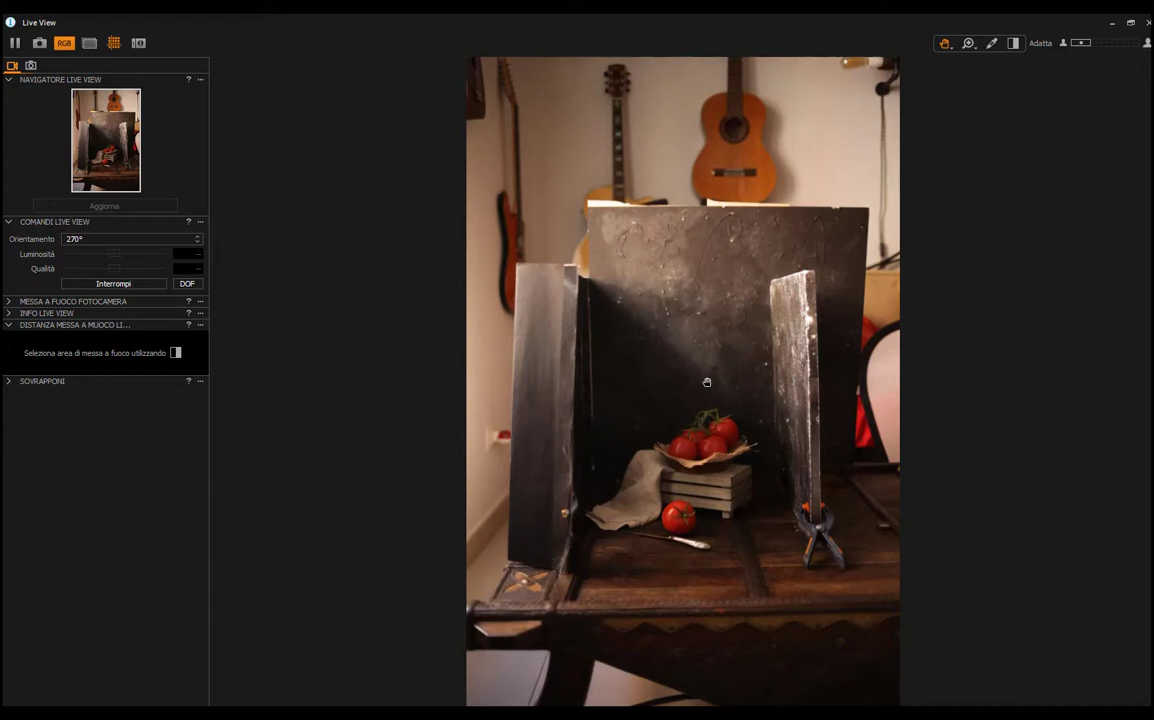 Live View
RGB
Adatta
NAVIGATORE LIVE VIEW ? ...
Aggiorna
COMANDI LIVE VIEW ? ...
Orientamento 270°
Luminosità --
Qualità --
Interrompi DOF
MESSA A FUOCO FOTOCAMERA ? ...
INFO LIVE VIEW ? ...
DISTANZA MESSA A MUOCO LI... ? ...
Seleziona area di messa a fuoco utilizzando
SOVRAPPONI ? ...